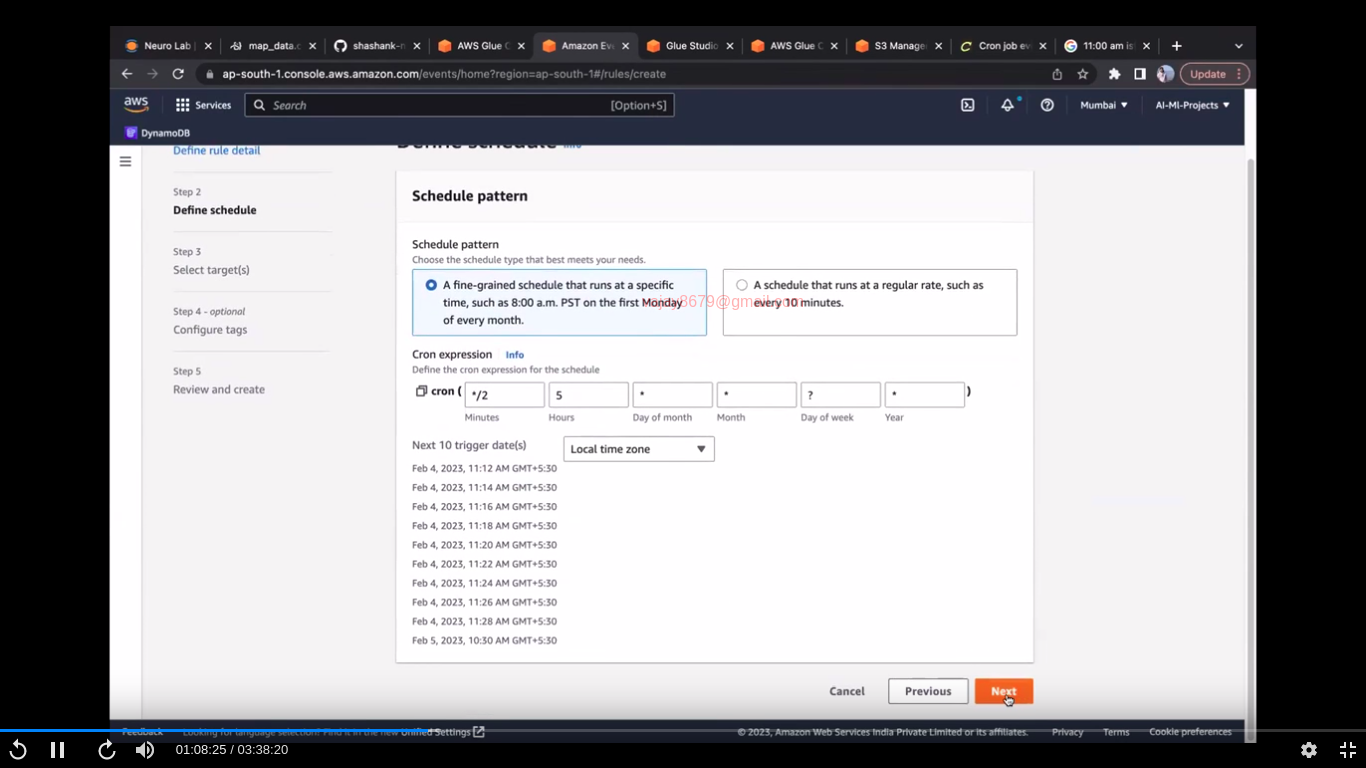 Neuro Lab
map_data.c
shashank-n
AWS Glue C
Amazon Eve
Glue Studio
AWS Glue C
S3 Manage
Cron job ev
11:00 am is
ap-south-1.console.aws.amazon.com/events/home?region=ap-south-1#/rules/create
Update
aws
Services
Search
[Option+S]
Mumbai
AI-MI-Projects
DynamoDB
Define rule detail
Step 2
Define schedule
Step 3
Select target(s)
Step 4 - optional
Configure tags
Step 5
Review and create
Define schedule Info
Schedule pattern
Schedule pattern
Choose the schedule type that best meets your needs.
A fine-grained schedule that runs at a specific
time, such as 8:00 a.m. PST on the first Monday
of every month.
A schedule that runs at a regular rate, such as
every 10 minutes.
Cron expression Info
Define the cron expression for the schedule
cron ( */2 5 * * ? * )
Minutes Hours Day of month Month Day of week Year
Next 10 trigger date(s)
Local time zone
Feb 4, 2023, 11:12 AM GMT+5:30
Feb 4, 2023, 11:14 AM GMT+5:30
Feb 4, 2023, 11:16 AM GMT+5:30
Feb 4, 2023, 11:18 AM GMT+5:30
Feb 4, 2023, 11:20 AM GMT+5:30
Feb 4, 2023, 11:22 AM GMT+5:30
Feb 4, 2023, 11:24 AM GMT+5:30
Feb 4, 2023, 11:26 AM GMT+5:30
Feb 4, 2023, 11:28 AM GMT+5:30
Feb 5, 2023, 10:30 AM GMT+5:30
Cancel
Previous
Next
Feedback
Looking for language selection? Find it in the new Unified Settings
© 2023, Amazon Web Services India Private Limited or its affiliates.
Privacy
Terms
Cookie preferences
01:08:25 / 03:38:20